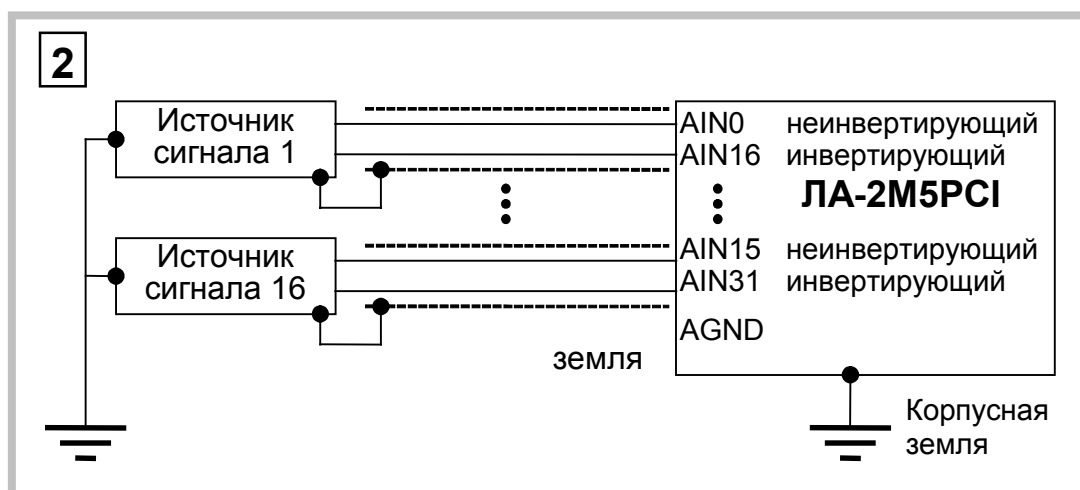 2
Источник
сигнала 1
AIN0 неинвертирующий
AIN16 инвертирующий
ЛА-2М5PCI
Источник
сигнала 16
AIN15 неинвертирующий
AIN31 инвертирующий
AGND
земля
Корпусная
земля